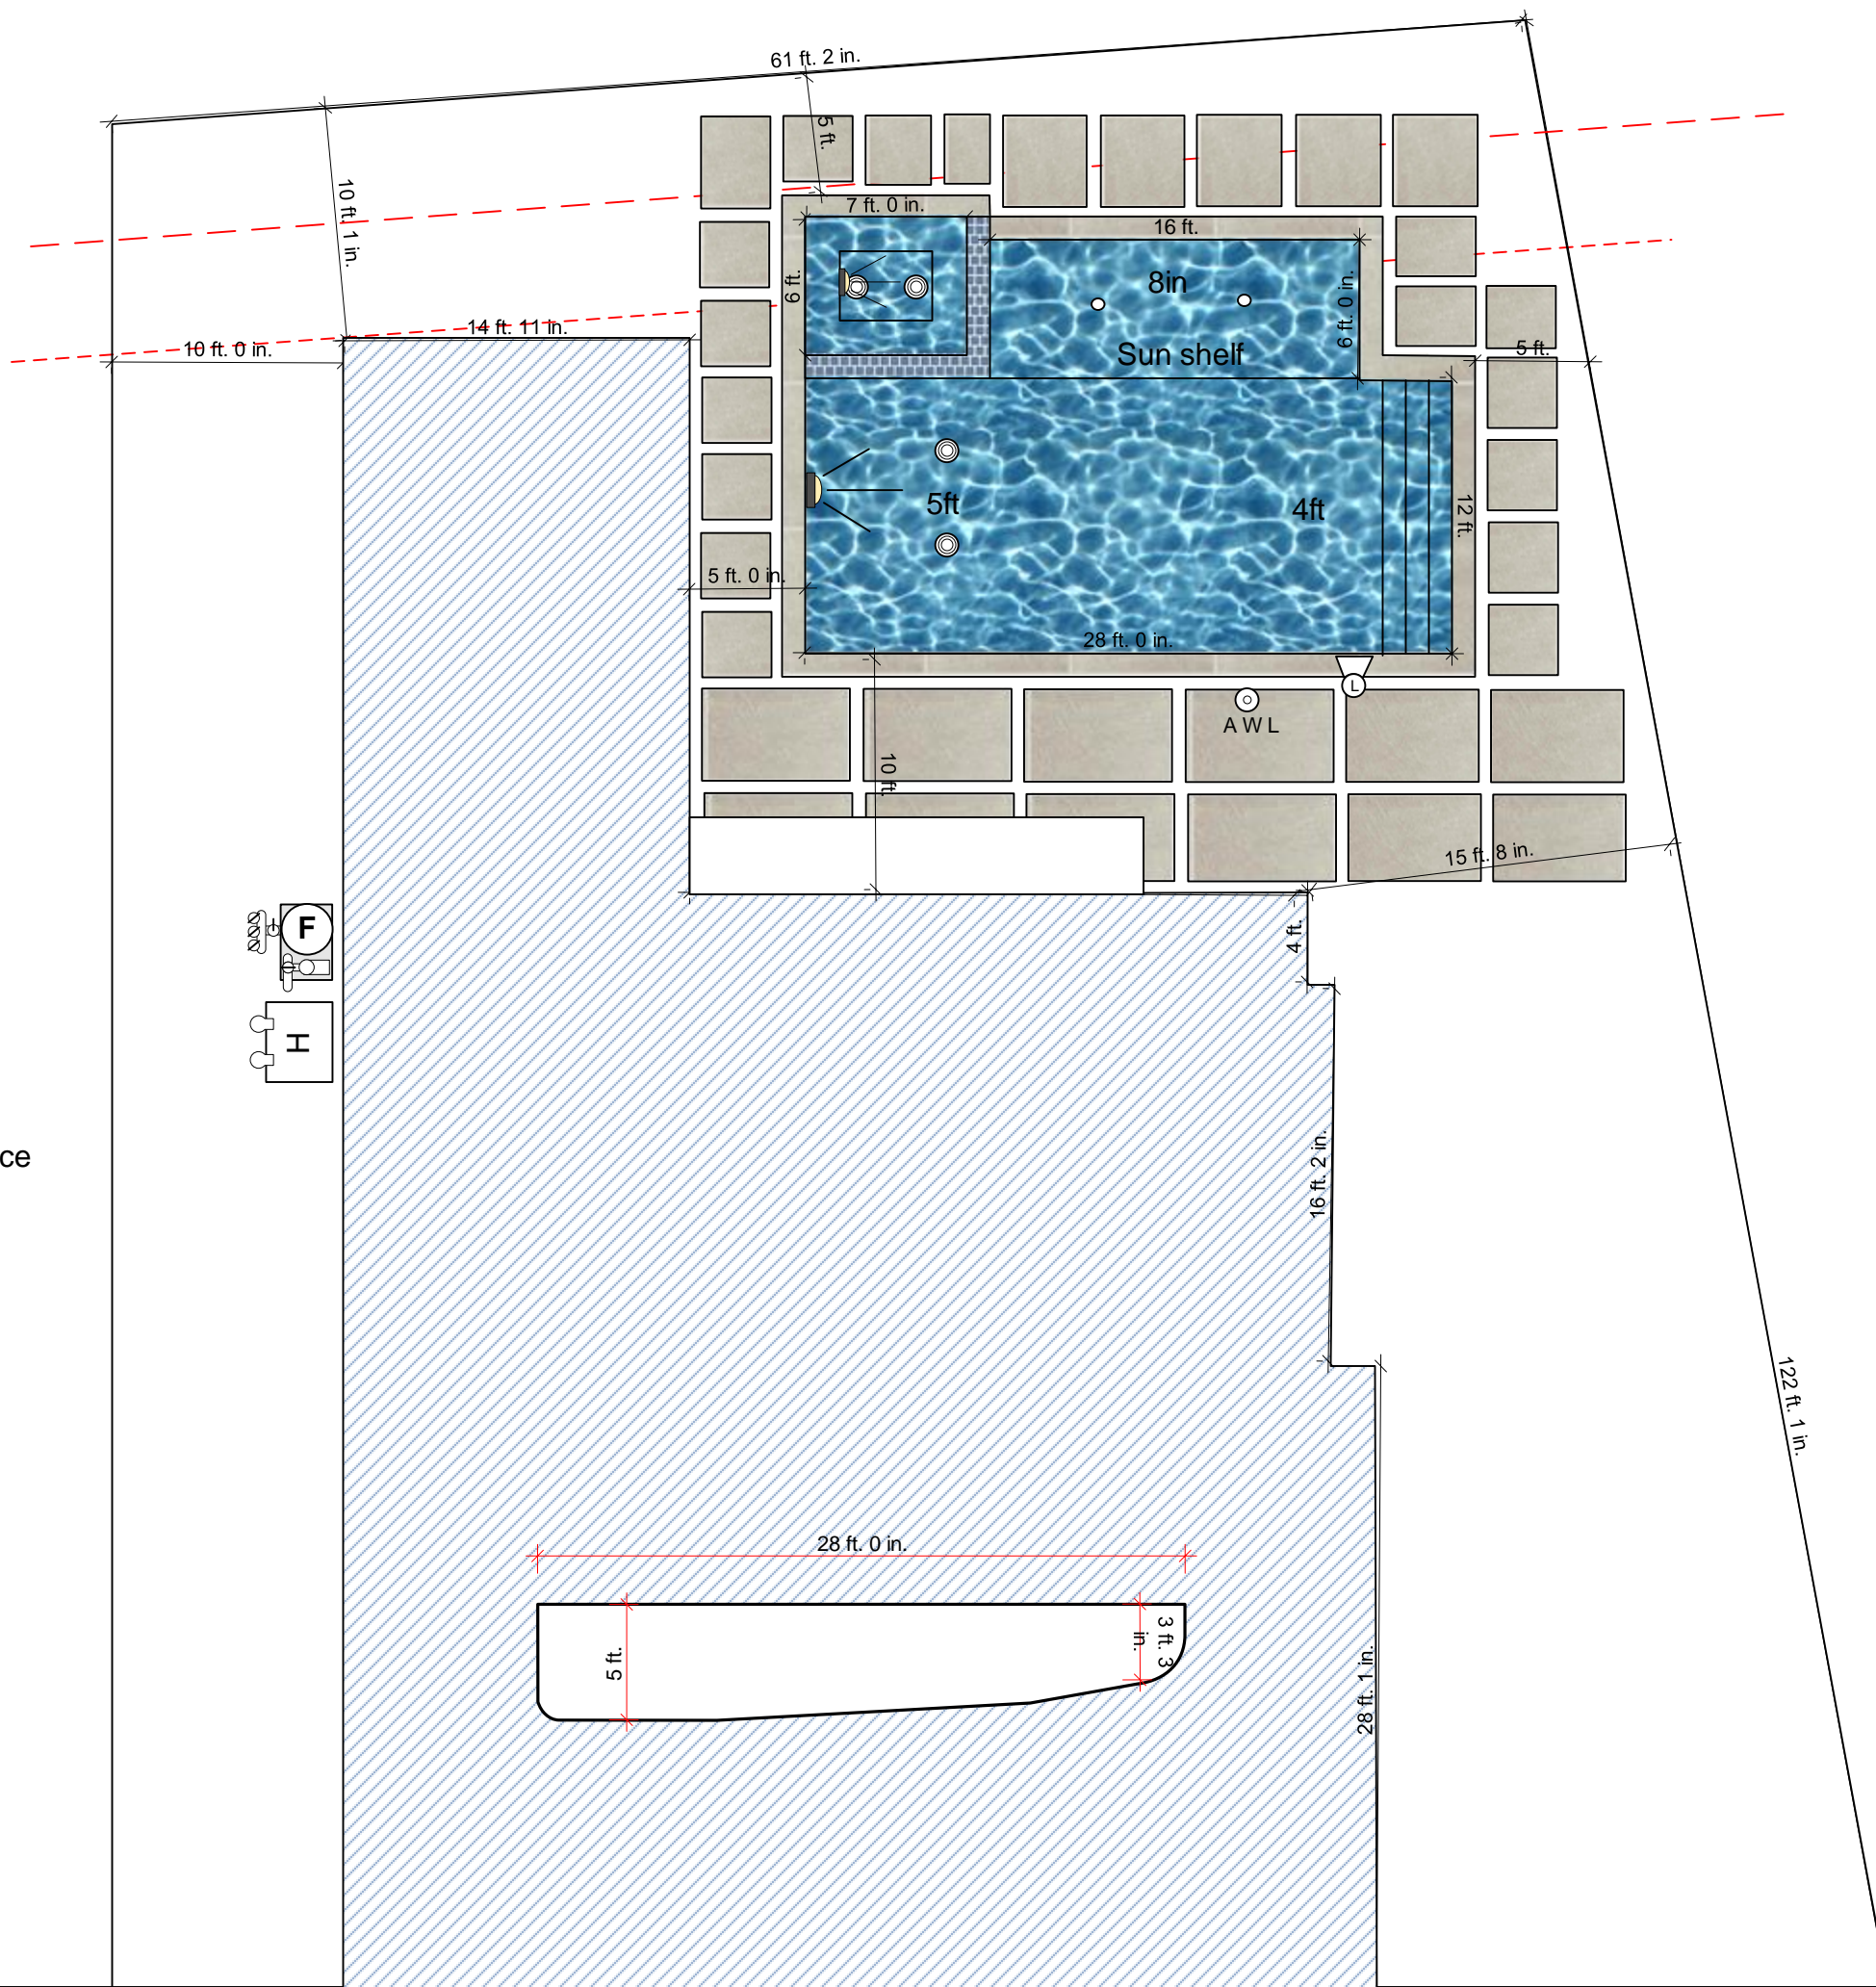 61 ft. 2 in.
5 ft.
10 ft. 1 in.
7 ft. 0 in.
16 ft.
6 ft.
8in
6 ft. 0 in.
14 ft. 11 in.
10 ft. 0 in.
Sun shelf
5 ft.
5ft
4ft
12 ft.
5 ft. 0 in.
28 ft. 0 in.
L
A W L
10 ft.
15 ft. 8 in.
F
4 ft.
H
ce
16 ft. 2 in.
122 ft. 1 in.
28 ft. 0 in.
5 ft.
3 ft. 3
in.
28 ft. 1 in.